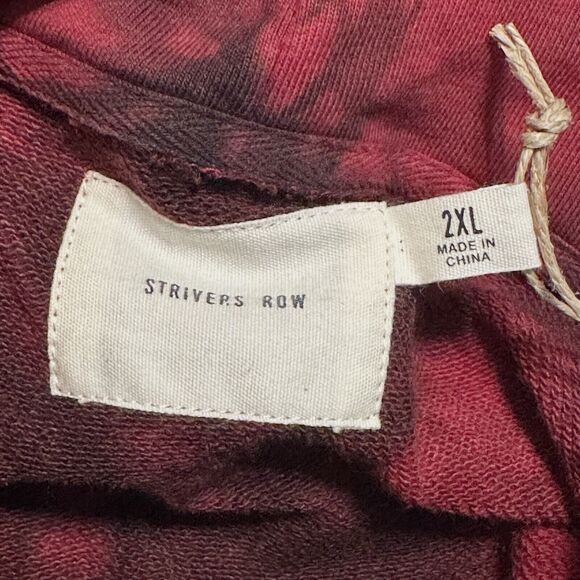 STRIVERS ROW
2XL
MADE IN
CHINA